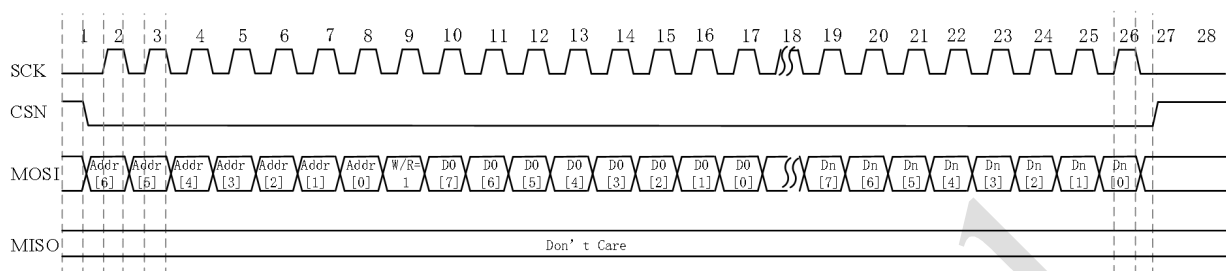 1 2 3 4 5 6 7 8 9 10 11 12 13 14 15 16 17 18 19 20 21 22 23 24 25 26 27 28
SCK
CSN
MOSI Addr [6] Addr [5] Addr [4] Addr [3] Addr [2] Addr [1] Addr [0] W/R= 1 D0 [7] D0 [6] D0 [5] D0 [4] D0 [3] D0 [2] D0 [1] D0 [0] Dn [7] Dn [6] Dn [5] Dn [4] Dn [3] Dn [2] Dn [1] Dn [0]
MISO Don't Care